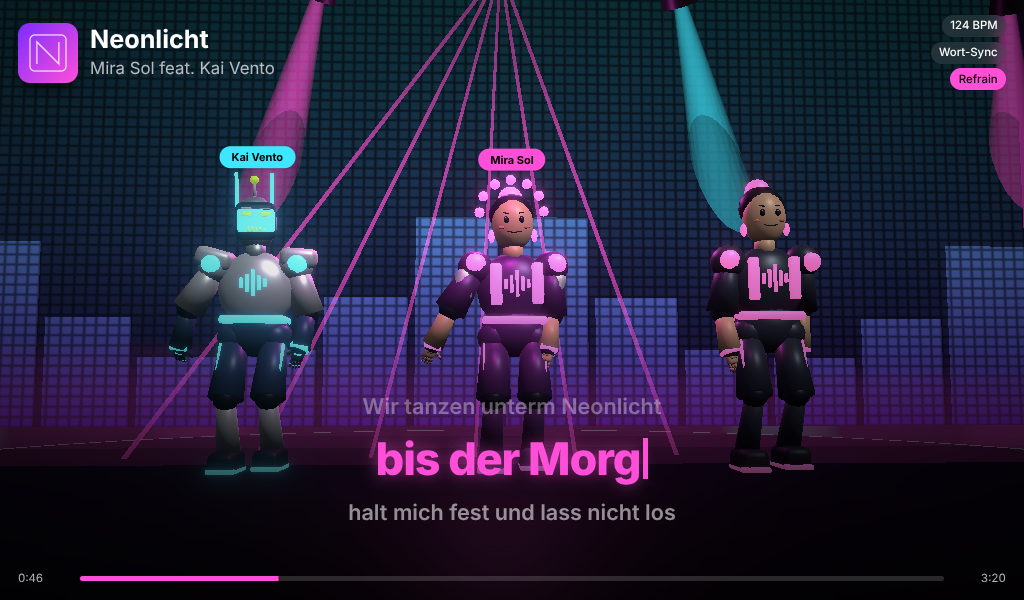 Neonlicht
Mira Sol feat. Kai Vento
124 BPM
Wort-Sync
Refrain
Kai Vento
Mira Sol
Wir tanzen unterm Neonlicht
bis der Morg
halt mich fest und lass nicht los
0:46
3:20